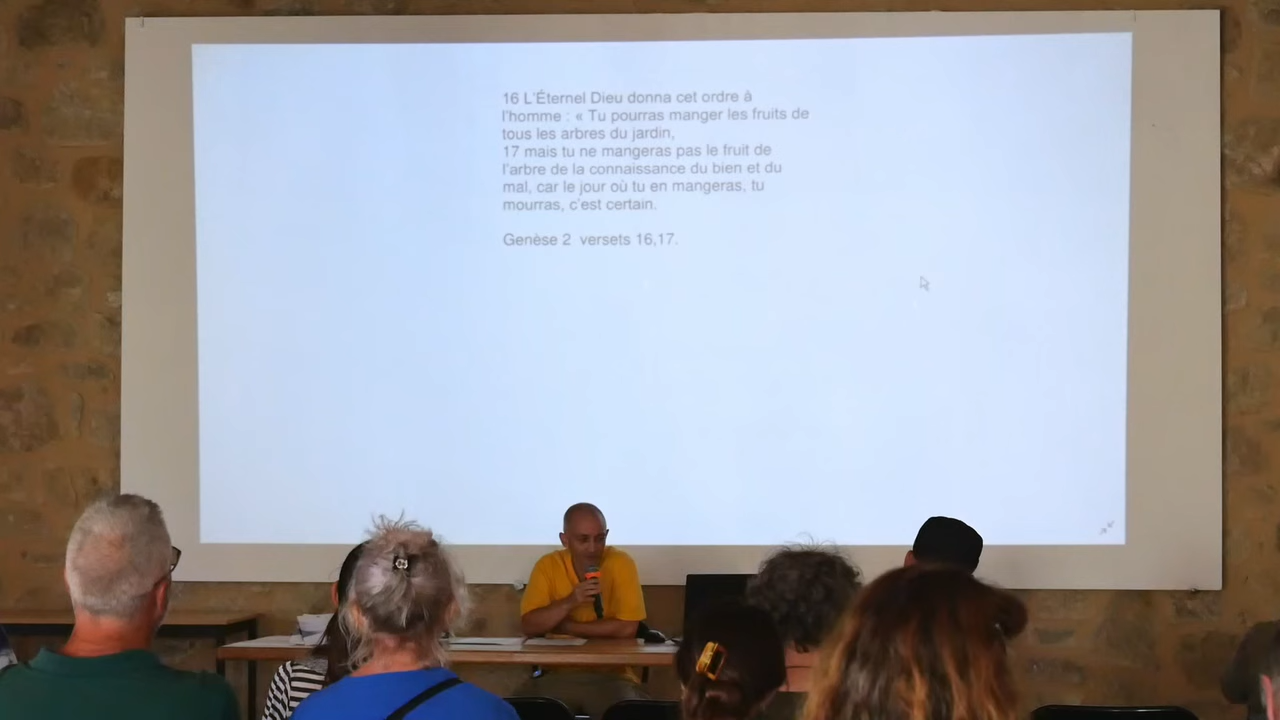 16 L'Éternel Dieu donna cet ordre à
l'homme : « Tu pourras manger les fruits de
tous les arbres du jardin,
17 mais tu ne mangeras pas le fruit de
l'arbre de la connaissance du bien et du
mal, car le jour où tu en mangeras, tu
mourras, c'est certain.
Genèse 2  versets 16,17.